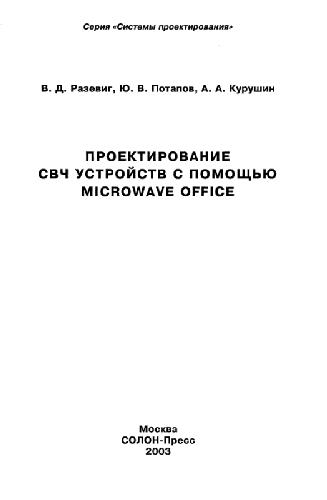 Серия «Системы проектирования»
В. Д. Разевиг, Ю. В. Потапов, А. А. Курушин
ПРОЕКТИРОВАНИЕ
СВЧ УСТРОЙСТВ С ПОМОЩЬЮ
MICROWAVE OFFICE
Москва
СОЛОН-Пресс
2003